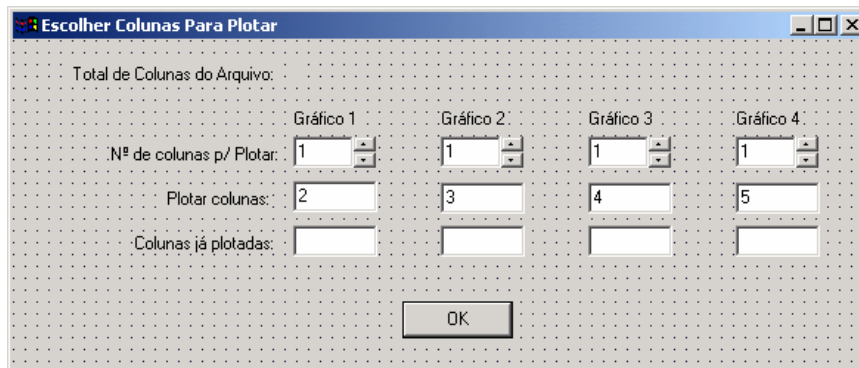 Escolher Colunas Para Plotar
Total de Colunas do Arquivo:
Gráfico 1 Gráfico 2 Gráfico 3 Gráfico 4
Nº de colunas p/ Plotar: 1 1 1 1
Plotar colunas: 2 3 4 5
Colunas já plotadas:
OK